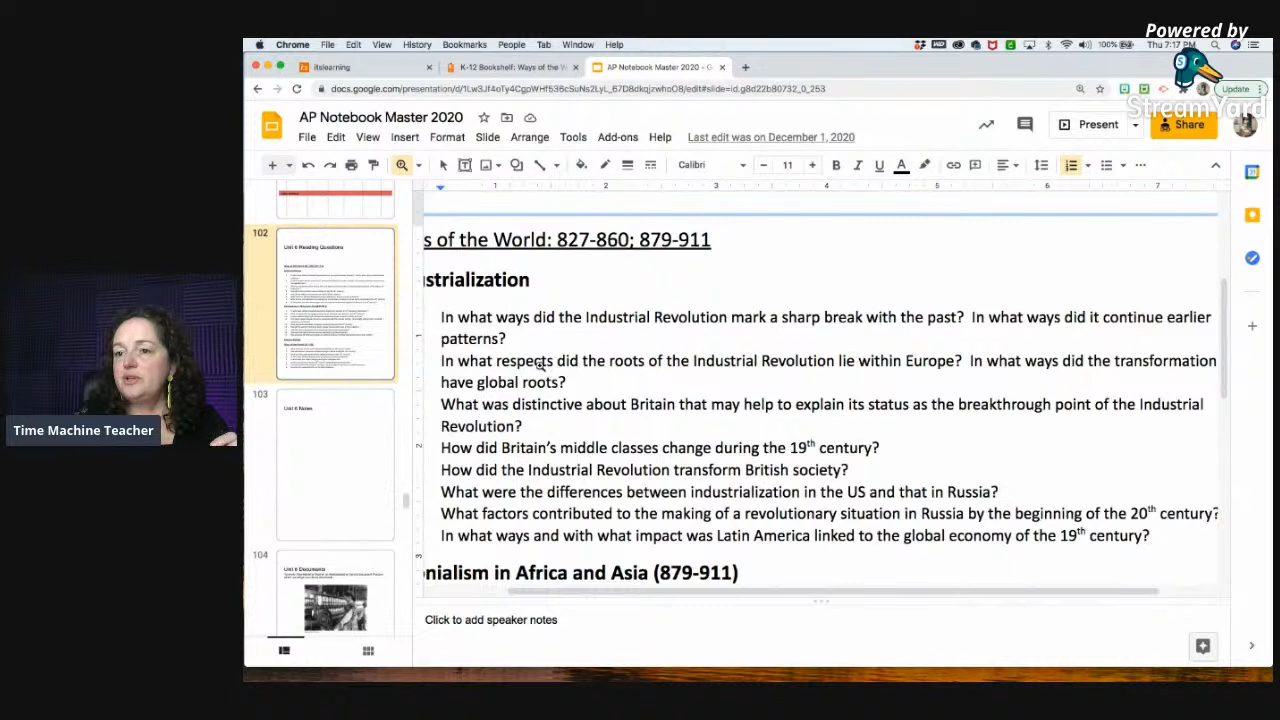 Powered by
StreamYard
Chrome File Edit View History Bookmarks People Tab Window Help
100% Thu 7:17 PM
itslearning
K-12 Bookshelf: Ways of the W
AP Notebook Master 2020 - G
Update
AP Notebook Master 2020
File Edit View Insert Format Slide Arrange Tools Add-ons Help Last edit was on December 1, 2020
Present
Share
Calibri
11
1 2 3 4 5 6 7
102
Unit 6 Reading Questions
103
Unit 6 Notes
104
Unit 6 Documents
s of the World: 827-860; 879-911
strialization
In what ways did the Industrial Revolution mark a sharp break with the past? In what ways did it continue earlier
patterns?
In what respects did the roots of the Industrial Revolution lie within Europe? In what ways did the transformation
have global roots?
What was distinctive about Britain that may help to explain its status as the breakthrough point of the Industrial
Revolution?
How did Britain's middle classes change during the 19th century?
How did the Industrial Revolution transform British society?
What were the differences between industrialization in the US and that in Russia?
What factors contributed to the making of a revolutionary situation in Russia by the beginning of the 20th century?
In what ways and with what impact was Latin America linked to the global economy of the 19th century?
nialism in Africa and Asia (879-911)
Click to add speaker notes
Time Machine Teacher